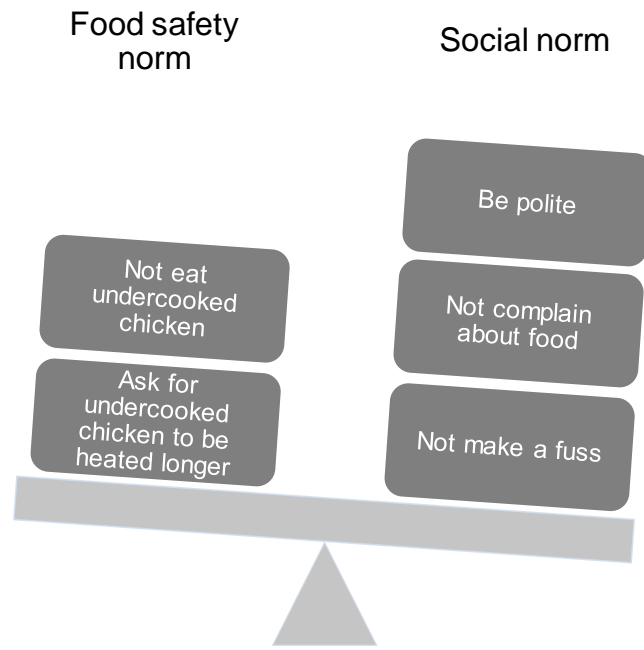 Food safety
norm
Social norm
Be polite
Not eat
undercooked
chicken
Not complain
about food
Ask for
undercooked
chicken to be
heated longer
Not make a fuss